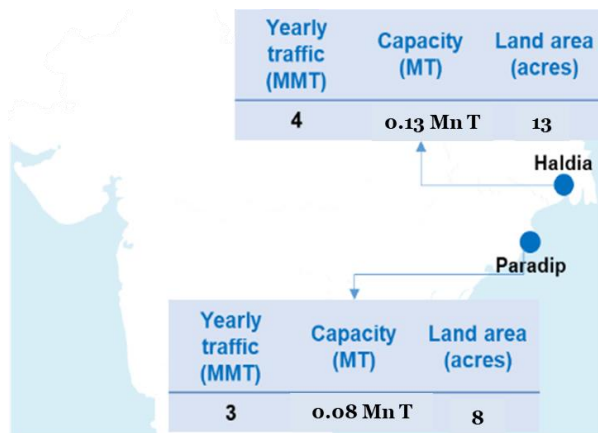 Yearly traffic (MMT) Capacity (MT) Land area (acres)
4 0.13 Mn T 13
Haldia
Paradip
Yearly traffic (MMT) Capacity (MT) Land area (acres)
3 0.08 Mn T 8